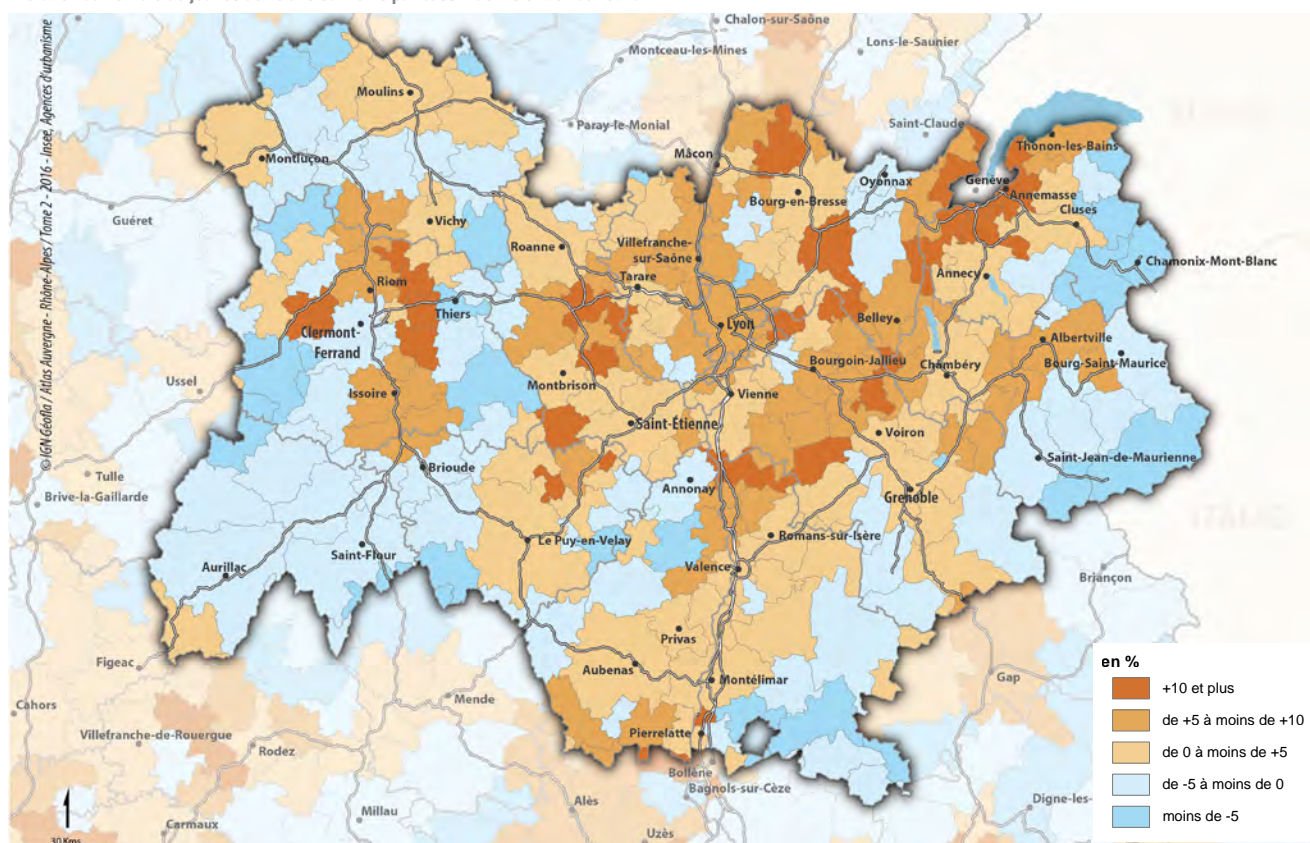 © IGN Géofla / Atlas Auvergne - Rhône-Alpes / Tome 2 - 2016 - Insee, Agences d'urbanisme
Chalon-sur-Saône
Lons-le-Saunier
Montceau-les-Mines
Moulins
Paray-le-Monial
Saint-Claude
Thonon-les-Bains
Montluçon
Mâcon
Oyonnax
Genève
Annemasse
Guéret
Vichy
Bourg-en-Bresse
Cluses
Roanne
Villefranche-
sur-Saône
Chamonix-Mont-Blanc
Annecy
Tarare
Riom
Thiers
Clermont-
Ferrand
Lyon
Belley
Albertville
Bourg-Saint-Maurice
Ussel
Bourgoin-Jallieu
Chambéry
Montbrison
Issoire
Vienne
Saint-Étienne
Voiron
Saint-Jean-de-Maurienne
Tulle
Brioude
Brive-la-Gaillarde
Annonay
Grenoble
ITALIE
Le Puy-en-Velay
Romans-sur-Isère
Saint-Flour
Aurillac
Valence
Briançon
Privas
Figeac
Aubenas
Montélimar
Gap
Mende
Cahors
Villefranche-de-Rouergue
Rodez
Pierrelatte
Bollène
Bagnols-sur-Cèze
Alès
Millau
Digne-les-
Carmaux
Uzès
30 Kms
en %
+10 et plus
de +5 à moins de +10
de 0 à moins de +5
de -5 à moins de 0
moins de -5